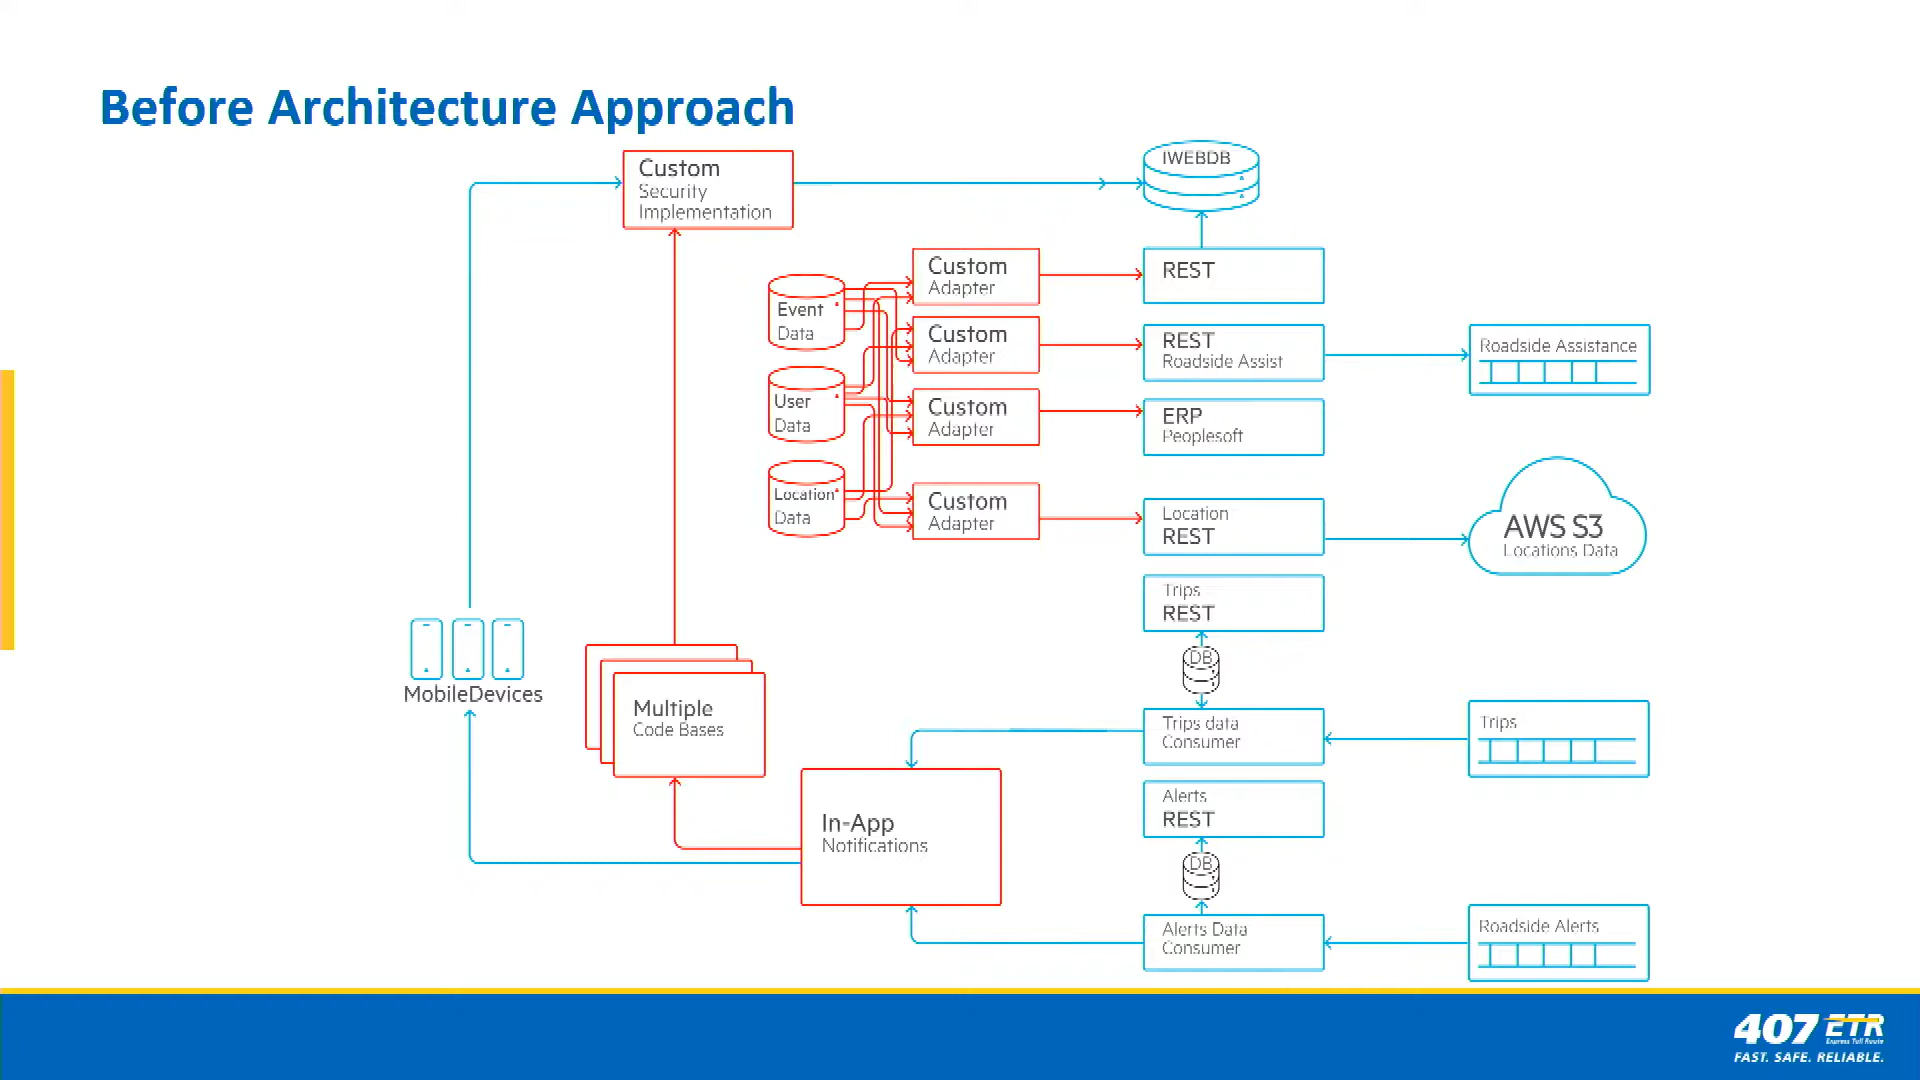 Before Architecture Approach
Custom
Security
Implementation
IWEBDB
Event
Data
User
Data
Location
Data
Custom
Adapter
Custom
Adapter
Custom
Adapter
Custom
Adapter
REST
REST
Roadside Assist
ERP
Peoplesoft
Location
REST
Roadside Assistance
AWS S3
Locations Data
Trips
REST
DB
Trips data
Consumer
Trips
Alerts
REST
DB
Alerts Data
Consumer
Roadside Alerts
MobileDevices
Multiple
Code Bases
In-App
Notifications
407 ETR
Express Toll Route
FAST. SAFE. RELIABLE.